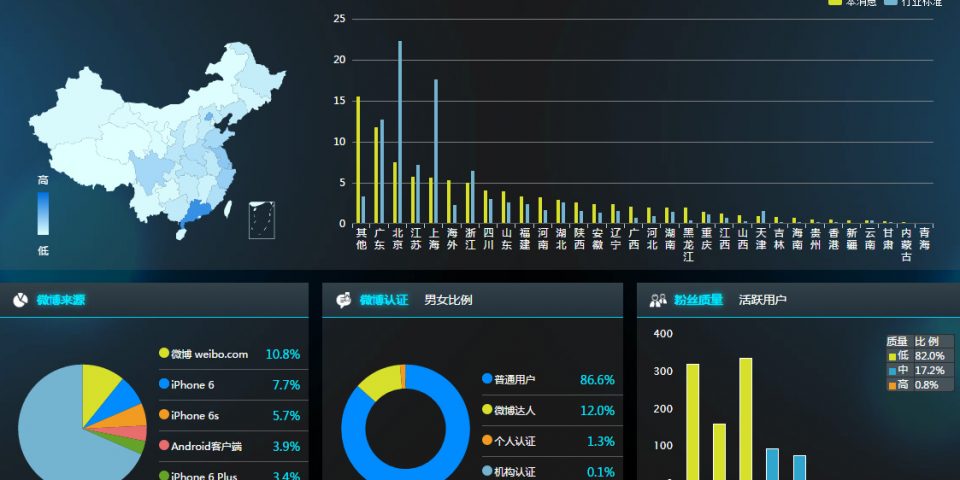 本消息 行业标准
25
20
15
10
5
0
高
低
其他 广东 北京 江苏 上海 海外 浙江 四川 山东 福建 河南 湖北 陕西 安徽 辽宁 广西 河北 湖南 黑龙江 重庆 江西 山西 天津 吉林 海南 贵州 香港 新疆 云南 甘肃 内蒙古 青海
微博来源
微博 weibo.com 10.8%
iPhone 6 7.7%
iPhone 6s 5.7%
Android客户端 3.9%
iPhone 6 Plus 3.4%
微博认证 男女比例
普通用户 86.6%
微博达人 12.0%
个人认证 1.3%
机构认证 0.1%
粉丝质量 活跃用户
400
300
200
100
质量 比例
低 82.0%
中 17.2%
高 0.8%